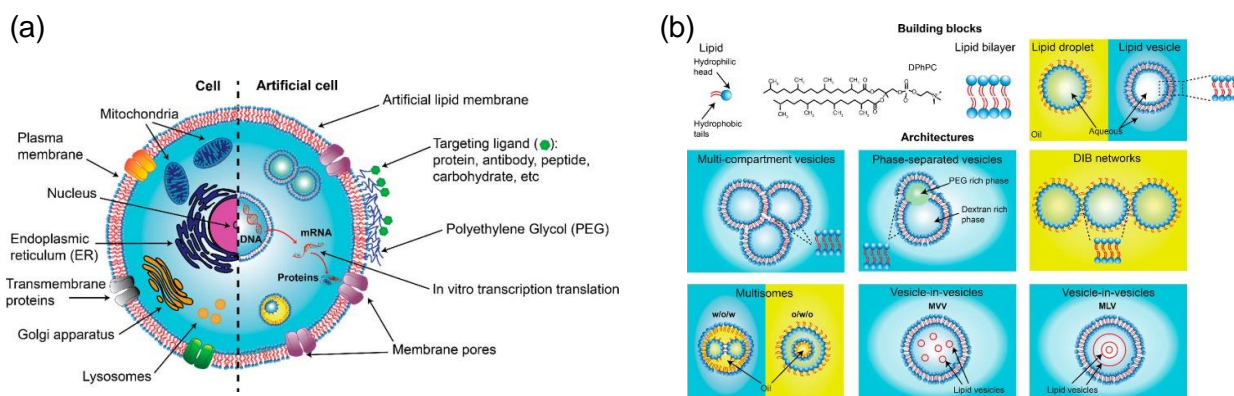 (a)
Cell
Artificial cell
Mitochondria
Plasma
membrane
Nucleus
Endoplasmic
reticulum (ER)
Transmembrane
proteins
Golgi apparatus
Lysosomes
DNA
mRNA
Proteins
Artificial lipid membrane
Targeting ligand ( ):
protein, antibody, peptide,
carbohydrate, etc
Polyethylene Glycol (PEG)
In vitro transcription translation
Membrane pores
(b)
Building blocks
Lipid
Hydrophilic
head
Hydrophobic
tails
DPhPC
Lipid bilayer
Lipid droplet
Lipid vesicle
Aqueous
Oil
Architectures
Multi-compartment vesicles
Phase-separated vesicles
PEG rich phase
Dextran rich
phase
DIB networks
Multisomes
w/o/w
o/w/o
Oil
Vesicle-in-vesicles
MVV
Lipid vesicles
Vesicle-in-vesicles
MLV
Lipid vesicles